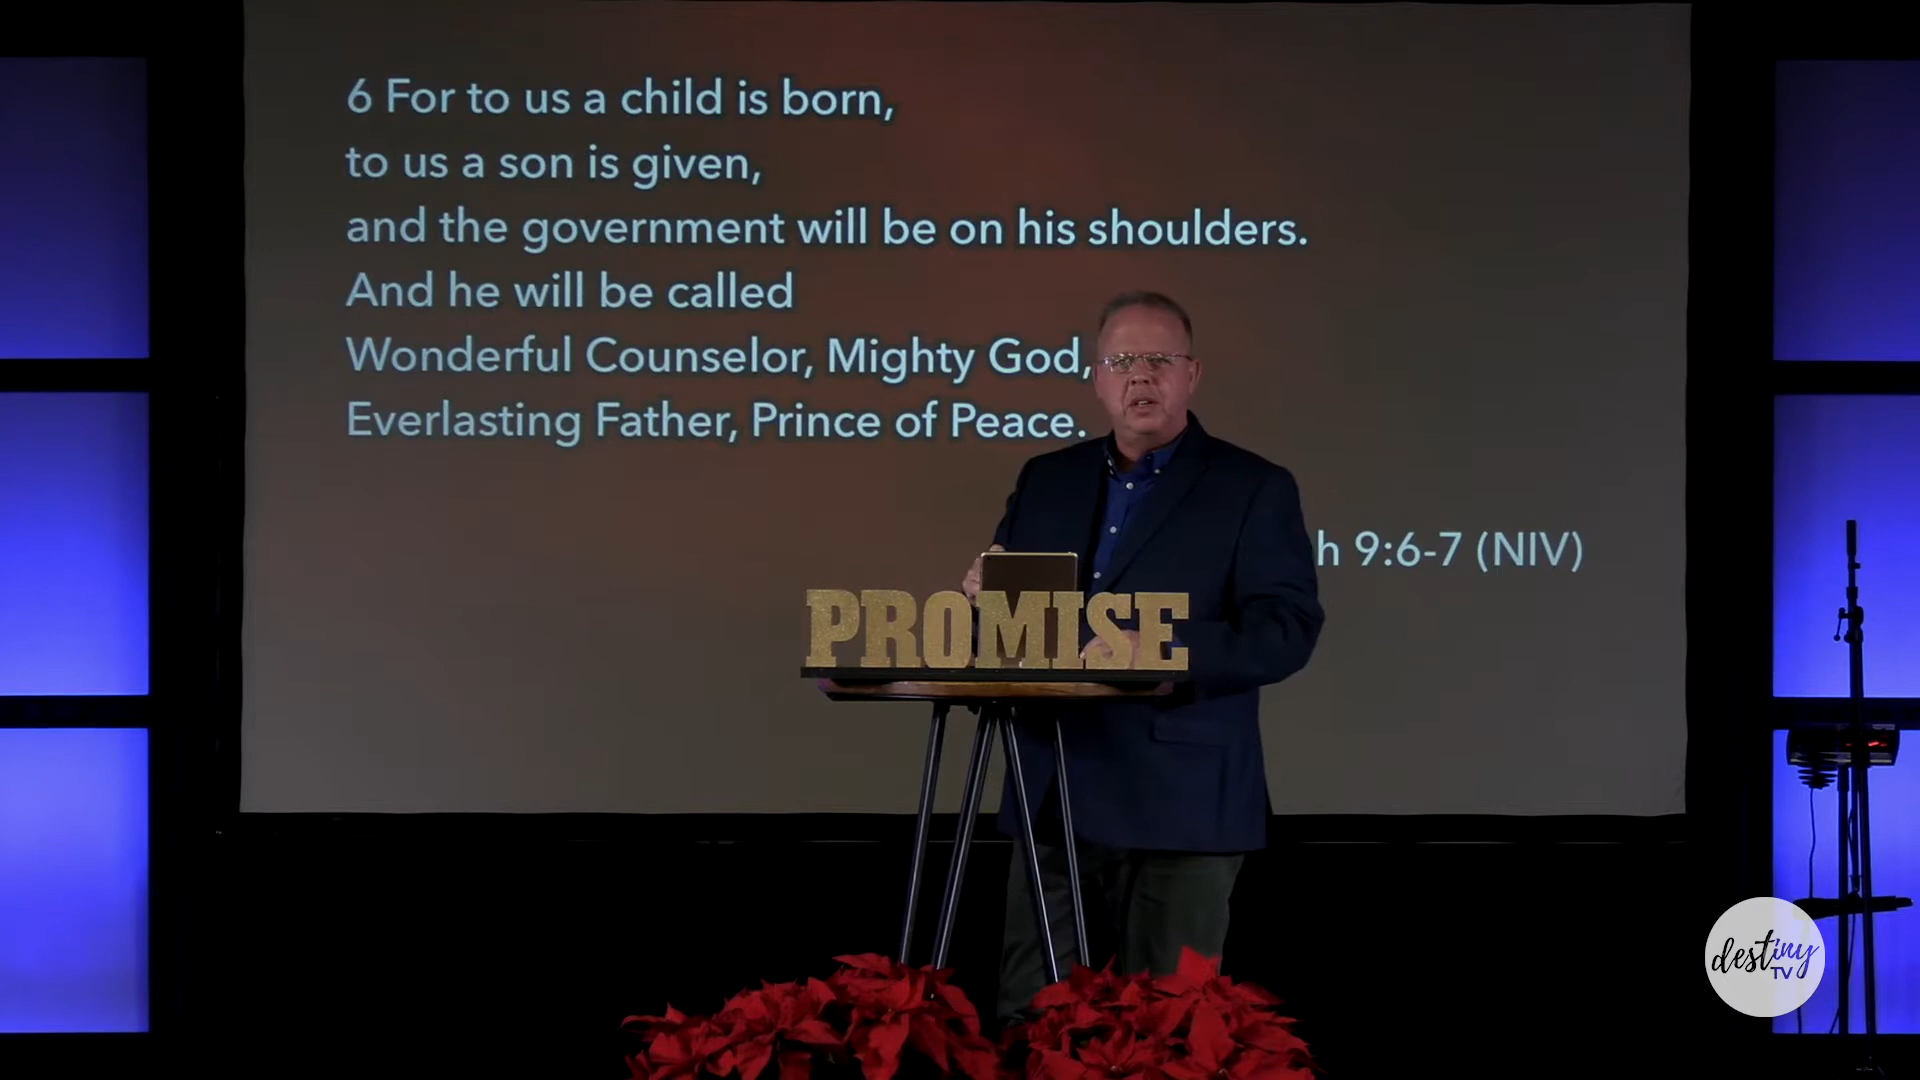 6 For to us a child is born,
to us a son is given,
and the government will be on his shoulders.
And he will be called
Wonderful Counselor, Mighty God,
Everlasting Father, Prince of Peace.
9:6-7 (NIV)
PROMISE
destiny
TV